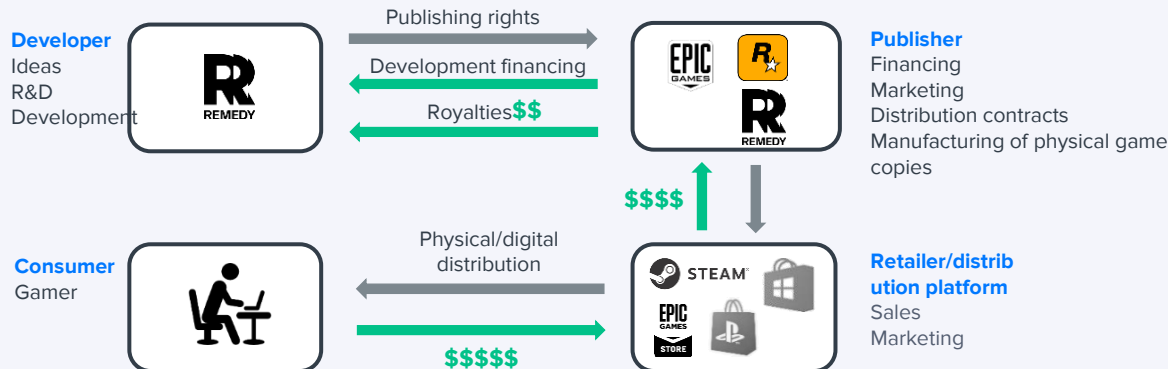 Publishing rights
Developer
Ideas
R&D
Development
REMEDY
Development financing
Royalties$$
EPIC
GAMES
R
REMEDY
Publisher
Financing
Marketing
Distribution contracts
Manufacturing of physical game
copies
$$$$
Consumer
Gamer
Physical/digital
distribution
$$$$$
STEAM®
EPIC
GAMES
STORE
Retailer/distrib
ution platform
Sales
Marketing